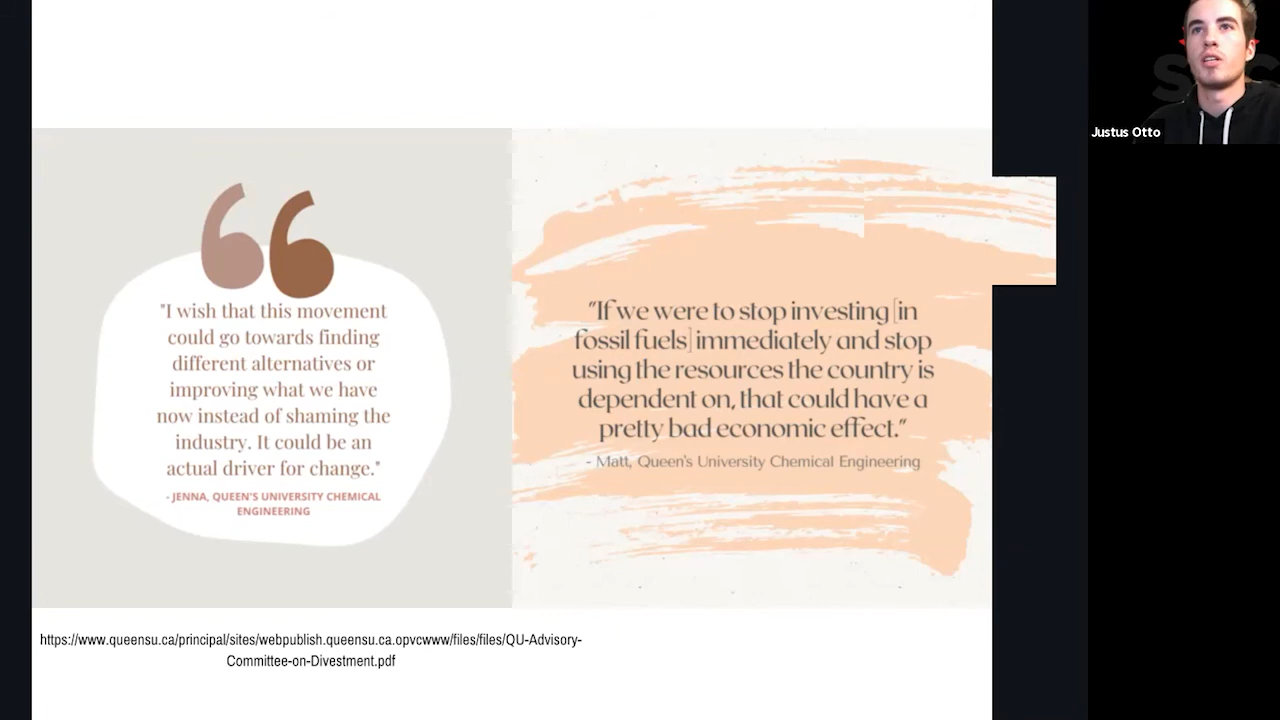 "I wish that this movement
could go towards finding
different alternatives or
improving what we have
now instead of shaming the
industry. It could be an
actual driver for change."
- JENNA, QUEEN'S UNIVERSITY CHEMICAL
ENGINEERING
"If we were to stop investing [in
fossil fuels] immediately and stop
using the resources the country is
dependent on, that could have a
pretty bad economic effect."
- Matt, Queen's University Chemical Engineering
https://www.queensu.ca/principal/sites/webpublish.queensu.ca.opvcwww/files/files/QU-Advisory-
Committee-on-Divestment.pdf
Justus Otto